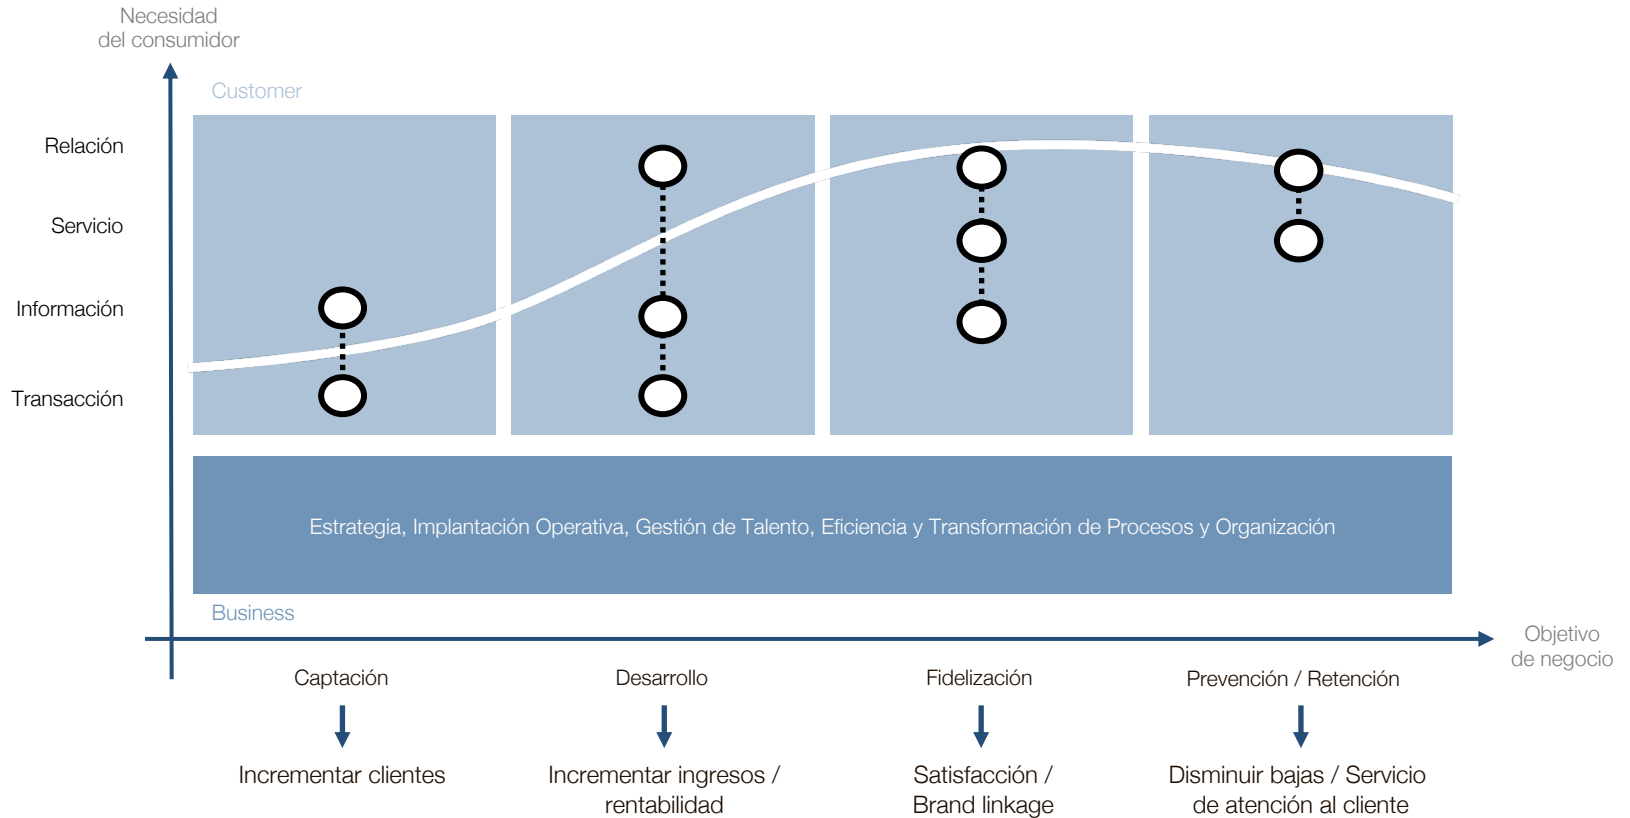 Necesidad
del consumidor
Customer
Relación
Servicio
Información
Transacción
Estrategia, Implantación Operativa, Gestión de Talento, Eficiencia y Transformación de Procesos y Organización
Business
Objetivo
de negocio
Captación
Desarrollo
Fidelización
Prevención / Retención
Incrementar clientes
Incrementar ingresos /
rentabilidad
Satisfacción /
Brand linkage
Disminuir bajas / Servicio
de atención al cliente